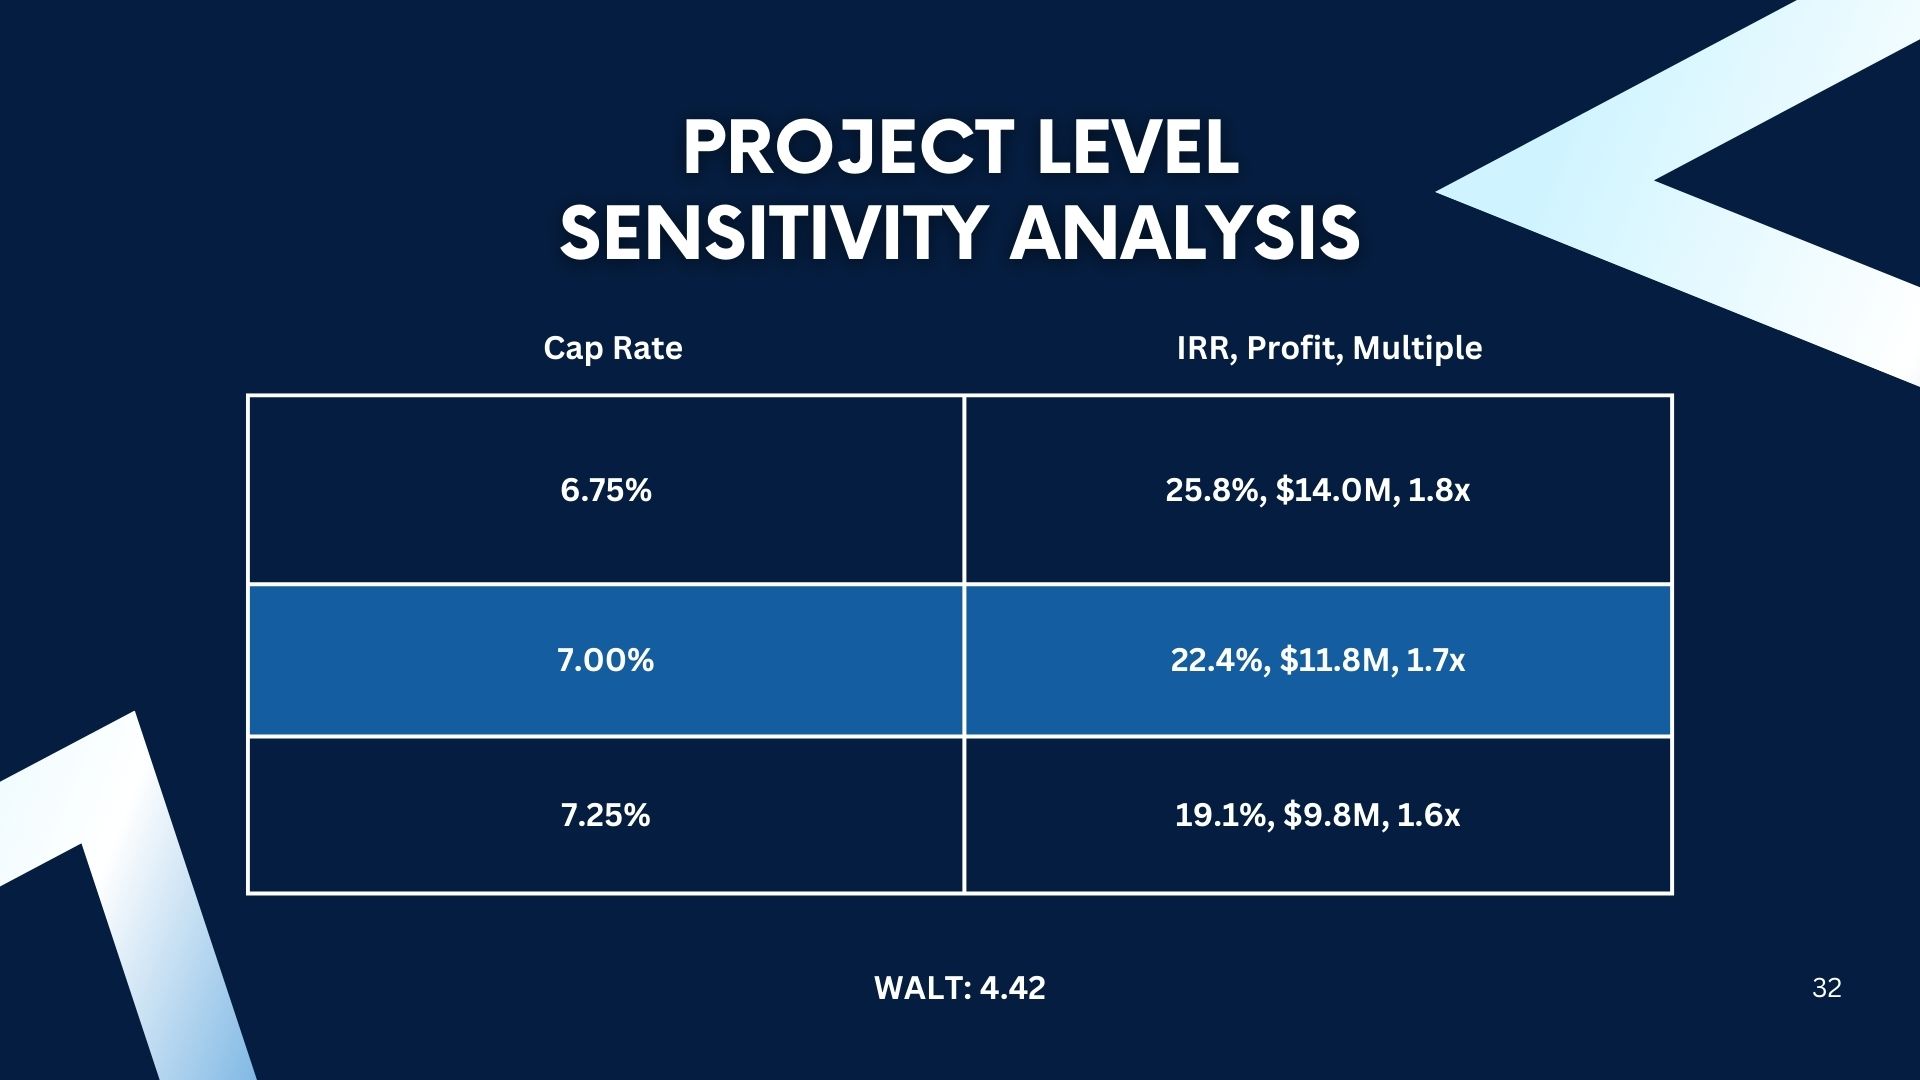 PROJECT LEVEL
SENSITIVITY ANALYSIS
Cap Rate
IRR, Profit, Multiple
6.75%
25.8%, $14.0M, 1.8x
7.00%
22.4%, $11.8M, 1.7x
7.25%
19.1%, $9.8M, 1.6x
WALT: 4.42
32